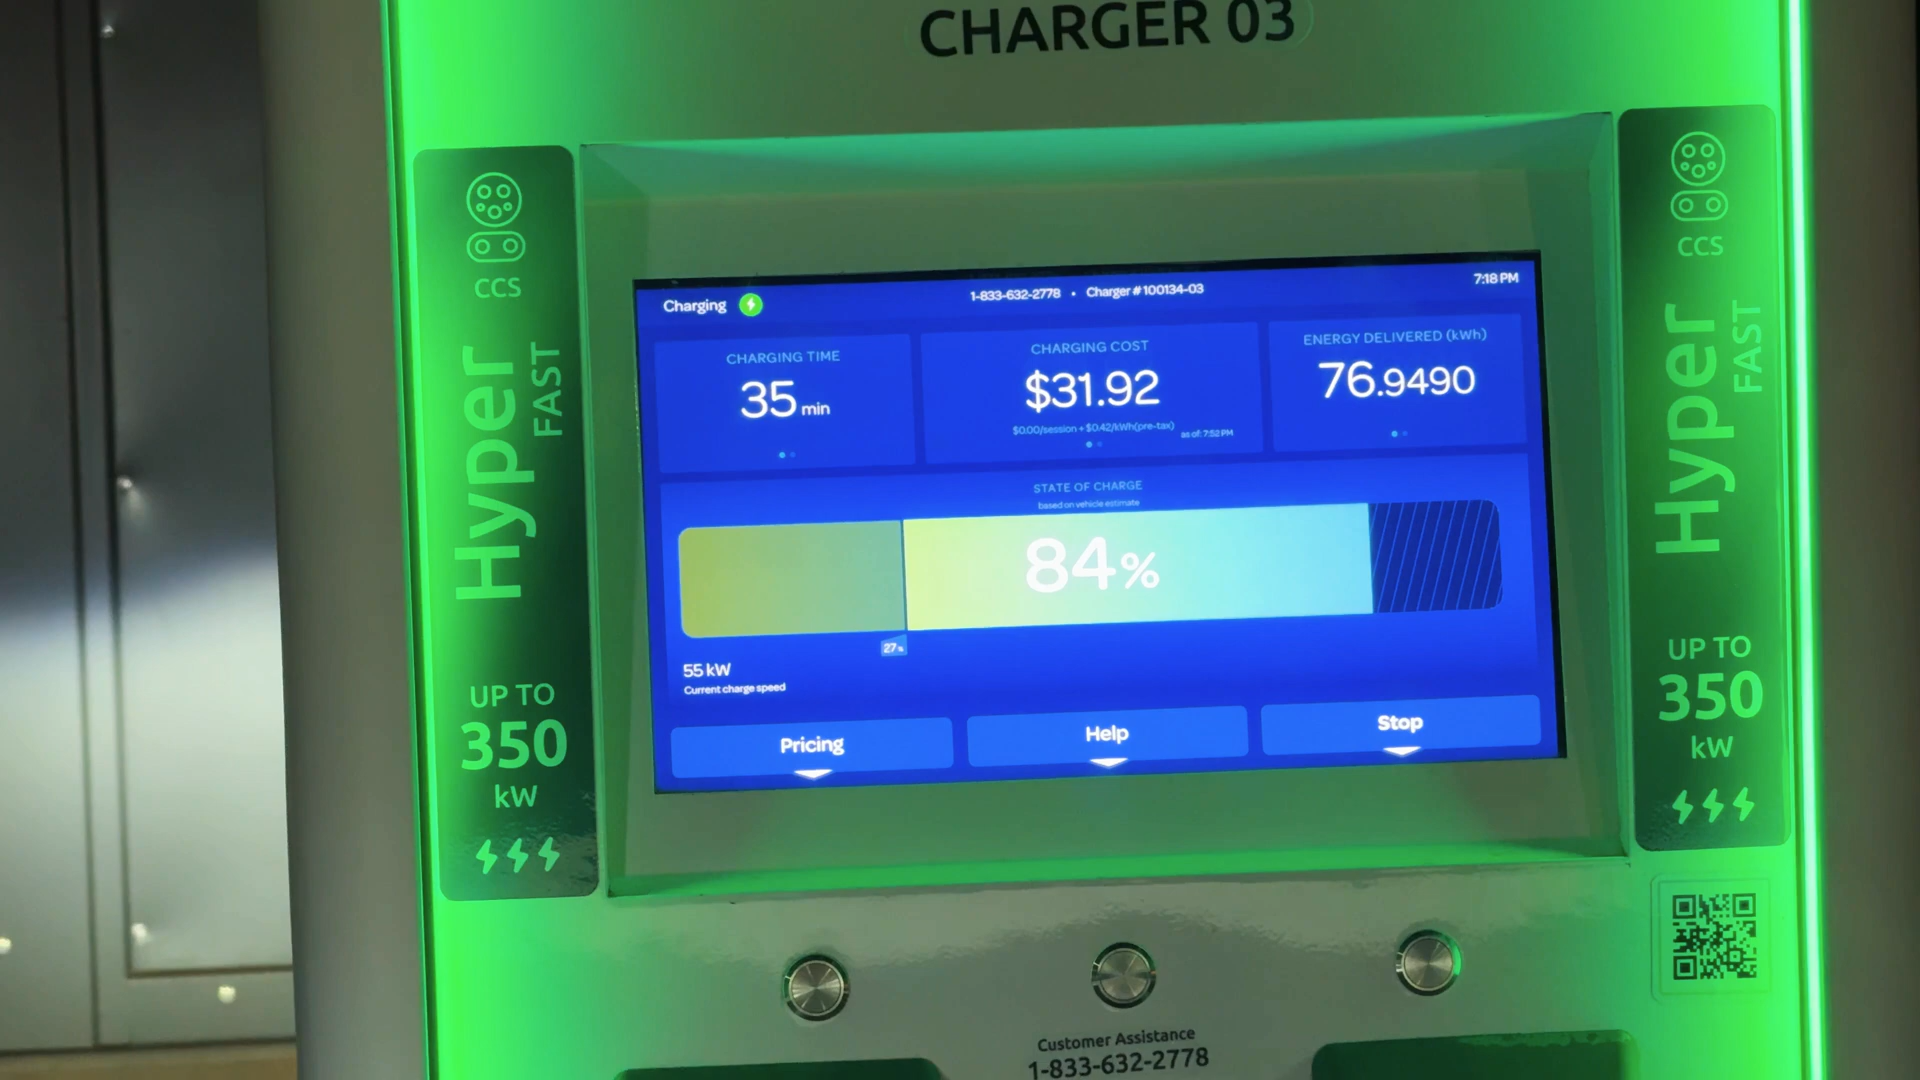 CHARGER 03
CCS
Hyper
FAST
UP TO
350
kW
Charging
1-833-632-2778 • Charger # 100134-03
7:18 PM
CHARGING TIME
35 min
CHARGING COST
$31.92
$0.00/session + $0.42/kWh(pre-tax)
as of: 7:52 PM
ENERGY DELIVERED (kWh)
76.9490
STATE OF CHARGE
based on vehicle estimate
84%
27%
55 kW
Current charge speed
Pricing
Help
Stop
CCS
Hyper
FAST
UP TO
350
kW
Customer Assistance
1-833-632-2778